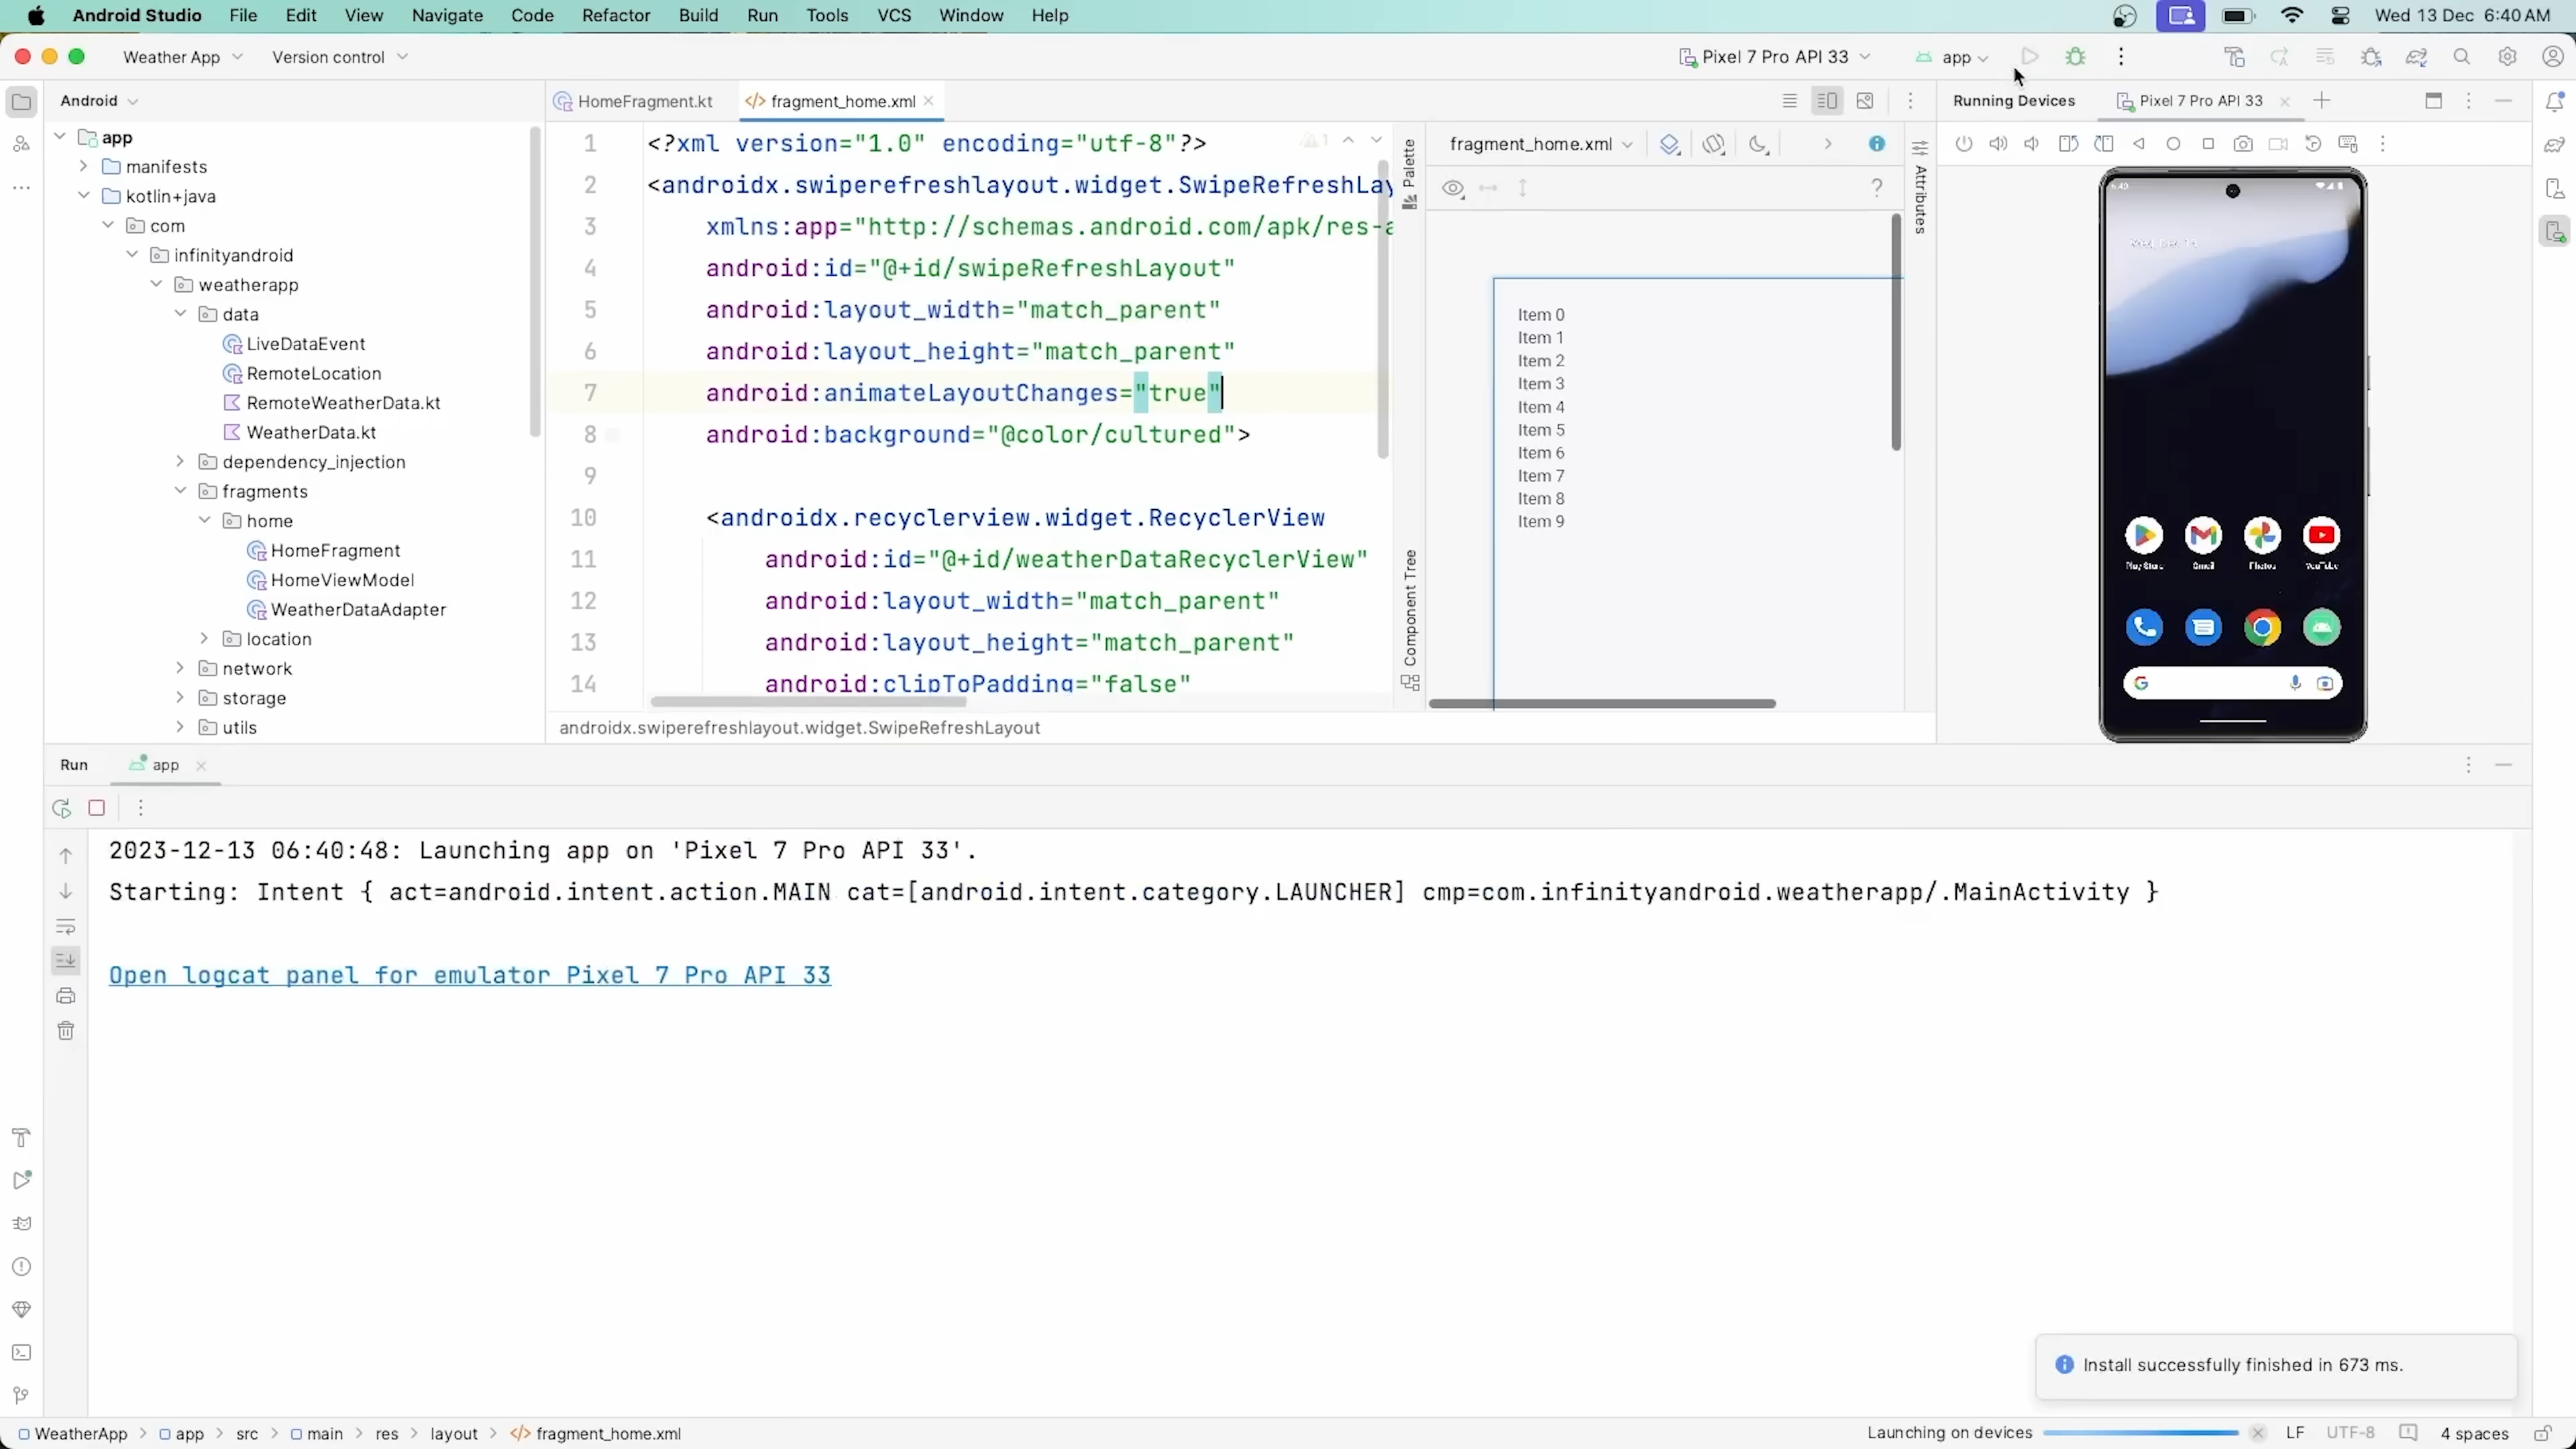 Android Studio File Edit View Navigate Code Refactor Build Run Tools VCS Window Help
Wed 13 Dec 6:40 AM
Weather App
Version control
Pixel 7 Pro API 33
app
Android
HomeFragment.kt
fragment_home.xml
Running Devices
Pixel 7 Pro API 33
app
manifests
kotlin+java
com
infinityandroid
weatherapp
data
LiveDataEvent
RemoteLocation
RemoteWeatherData.kt
WeatherData.kt
dependency_injection
fragments
home
HomeFragment
HomeViewModel
WeatherDataAdapter
location
network
storage
utils
1 <?xml version="1.0" encoding="utf-8"?>
2 <androidx.swiperefreshlayout.widget.SwipeRefreshLay
3 xmlns:app="http://schemas.android.com/apk/res-a
4 android:id="@+id/swipeRefreshLayout"
5 android:layout_width="match_parent"
6 android:layout_height="match_parent"
7 android:animateLayoutChanges="true"
8 android:background="@color/cultured">
9
10 <androidx.recyclerview.widget.RecyclerView
11 android:id="@+id/weatherDataRecyclerView"
12 android:layout_width="match_parent"
13 android:layout_height="match_parent"
14 android:clipToPadding="false"
androidx.swiperefreshlayout.widget.SwipeRefreshLayout
Palette
Component Tree
fragment_home.xml
Attributes
Item 0
Item 1
Item 2
Item 3
Item 4
Item 5
Item 6
Item 7
Item 8
Item 9
6:40
Play Store
Gmail
Photos
YouTube
Run
app
2023-12-13 06:40:48: Launching app on 'Pixel 7 Pro API 33'.
Starting: Intent { act=android.intent.action.MAIN cat=[android.intent.category.LAUNCHER] cmp=com.infinityandroid.weatherapp/.MainActivity }
Open logcat panel for emulator Pixel 7 Pro API 33
Install successfully finished in 673 ms.
WeatherApp > app > src > main > res > layout > fragment_home.xml
Launching on devices
LF
UTF-8
4 spaces